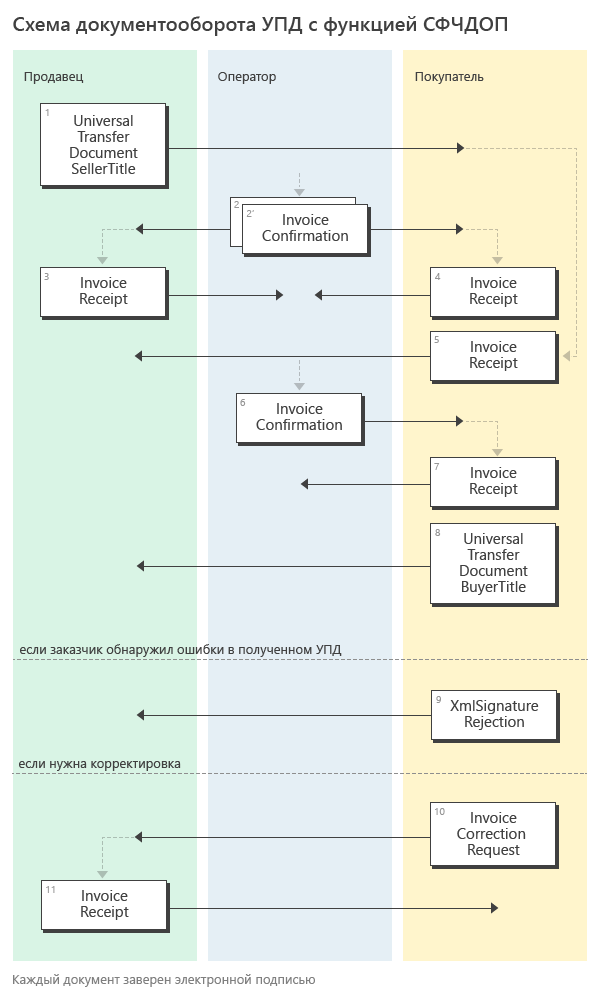 Схема документооборота УПД с функцией СФЧДОП
Продавец
Оператор
Покупатель
1
Universal
Transfer
Document
SellerTitle
2
2'
Invoice
Confirmation
3
Invoice
Receipt
4
Invoice
Receipt
5
Invoice
Receipt
6
Invoice
Confirmation
7
Invoice
Receipt
8
Universal
Transfer
Document
BuyerTitle
если заказчик обнаружил ошибки в полученном УПД
9
XmlSignature
Rejection
если нужна корректировка
10
Invoice
Correction
Request
11
Invoice
Receipt
Каждый документ заверен электронной подписью